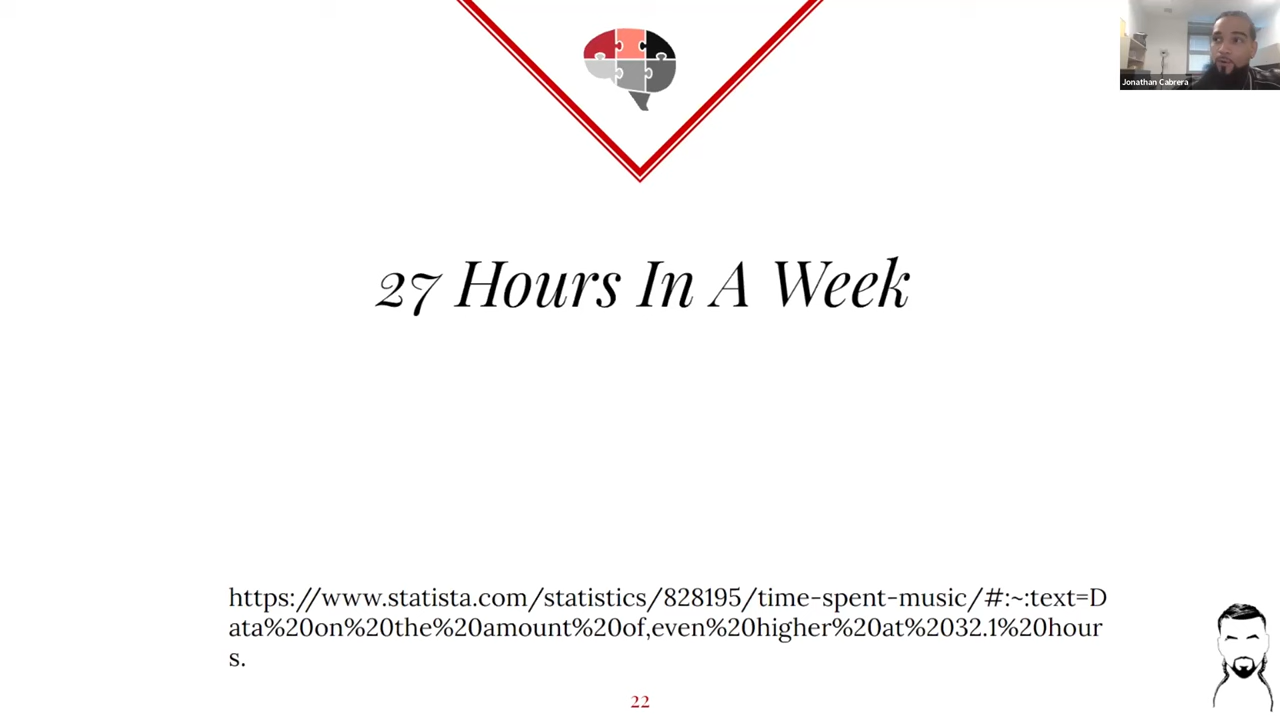 Jonathan Cabrera
27 Hours In A Week
https://www.statista.com/statistics/828195/time-spent-music/#:~:text=D
ata%20on%20the%20amount%20of,even%20higher%20at%2032.1%20hour
s.
22